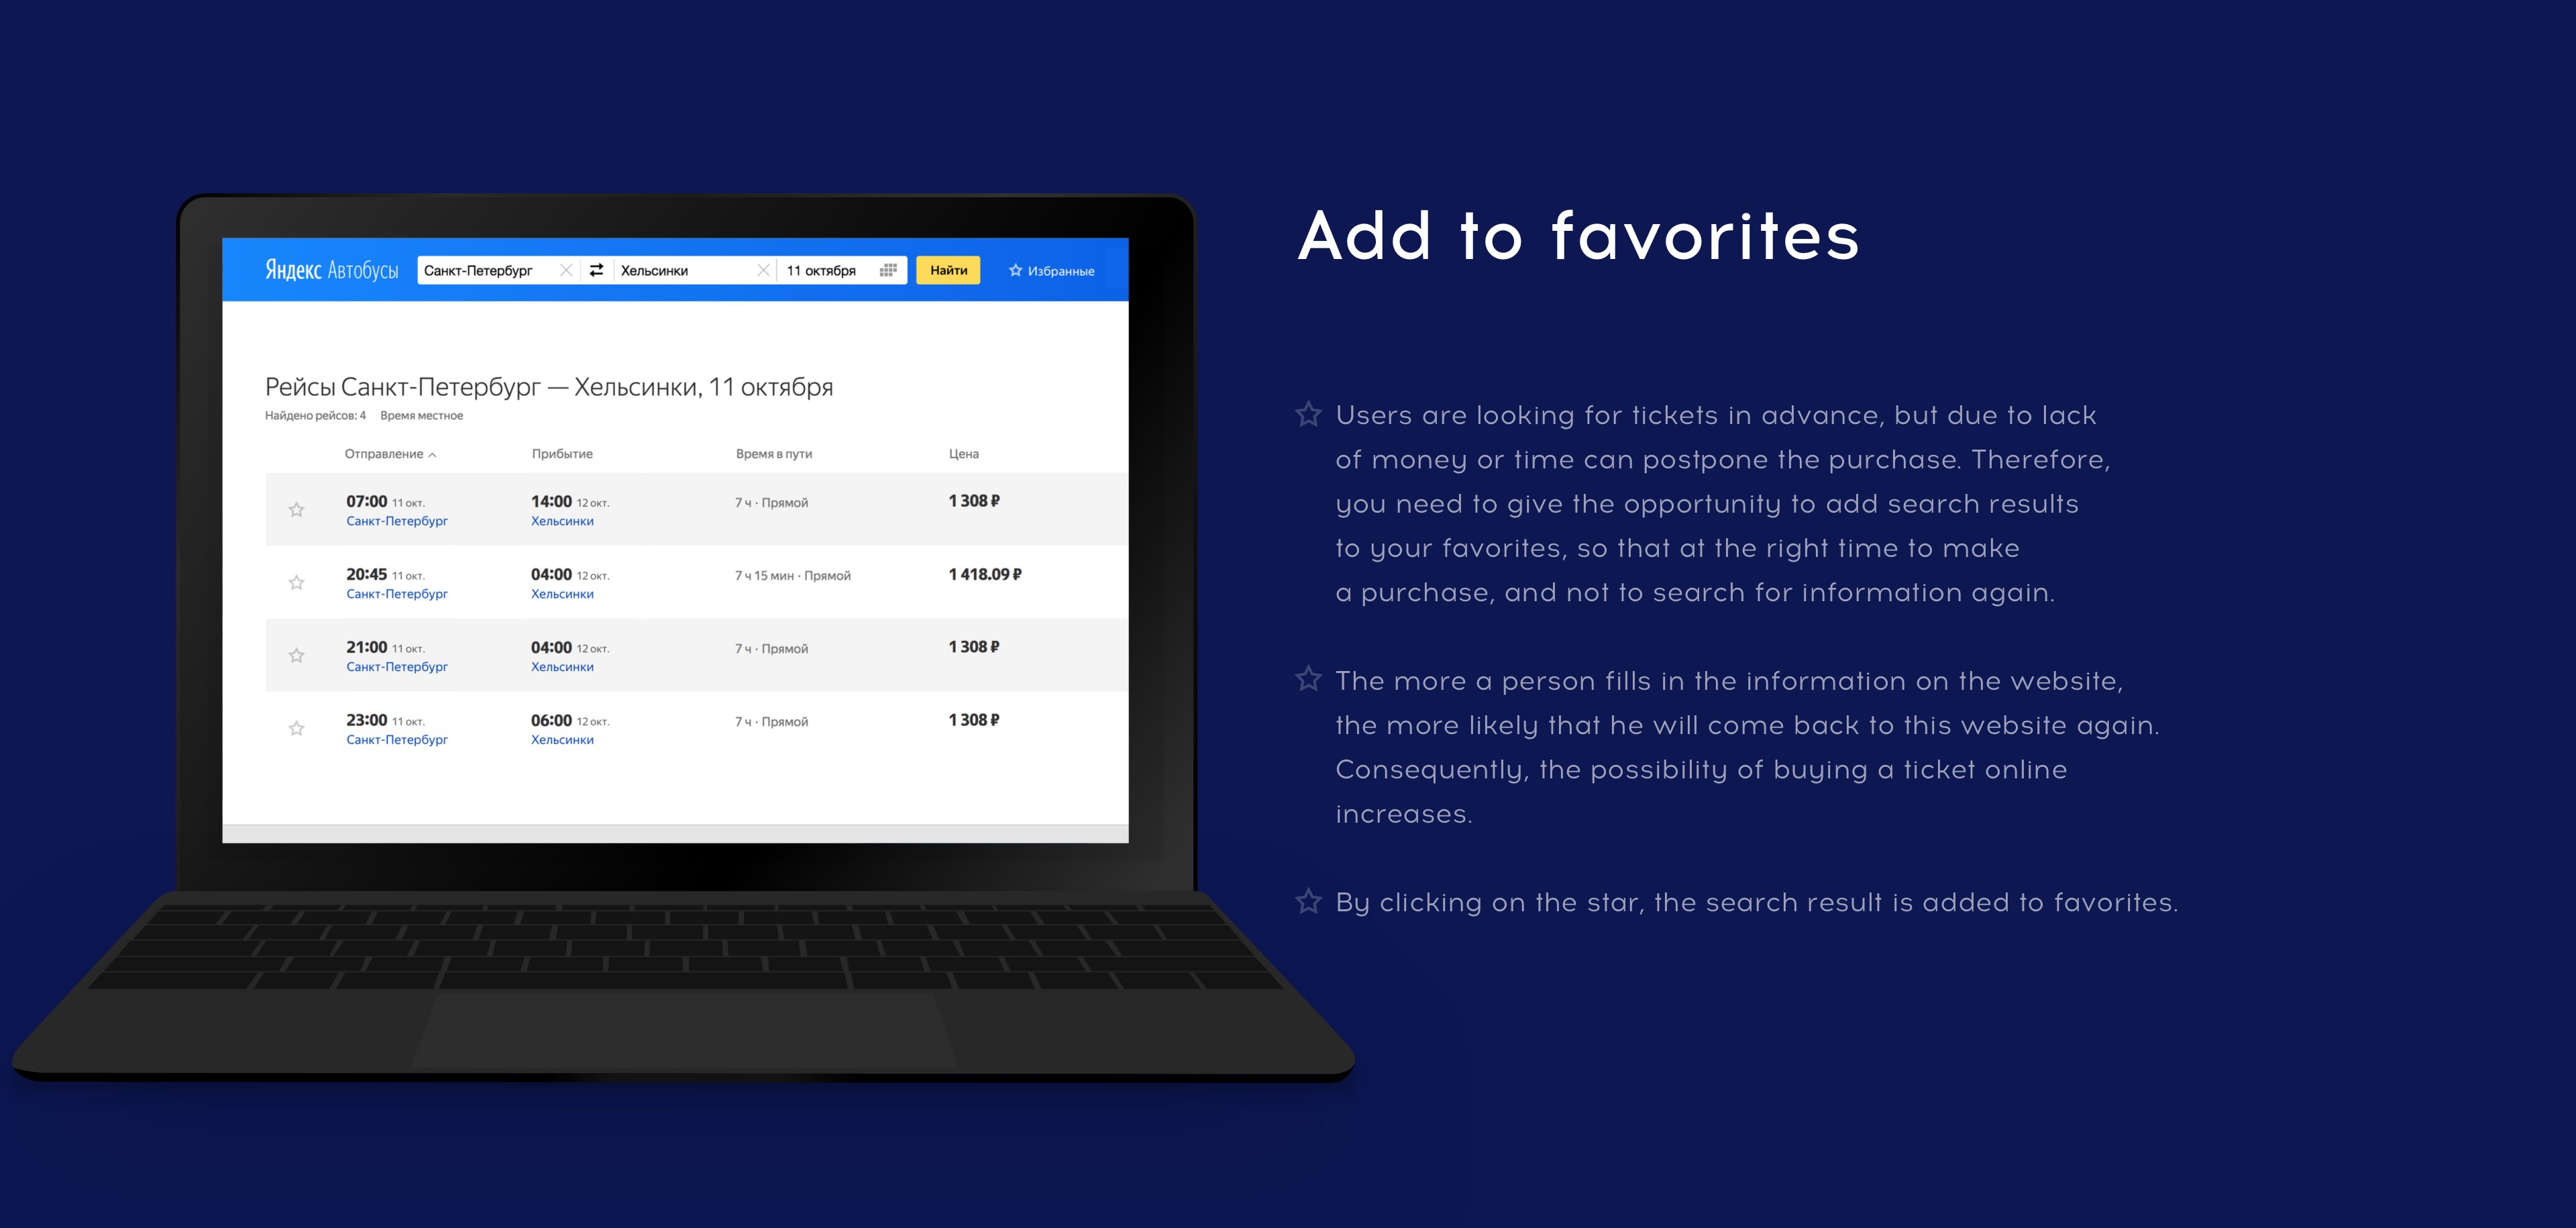 Яндекс Автобусы Санкт-Петербург Хельсинки 11 октября Найти Избранные
Рейсы Санкт-Петербург — Хельсинки, 11 октября
Найдено рейсов: 4 Время местное
Отправление Прибытие Время в пути Цена
07:00 11 окт. 14:00 12 окт. 7 ч · Прямой 1 308 ₽
Санкт-Петербург Хельсинки
20:45 11 окт. 04:00 12 окт. 7 ч 15 мин · Прямой 1 418.09 ₽
Санкт-Петербург Хельсинки
21:00 11 окт. 04:00 12 окт. 7 ч · Прямой 1 308 ₽
Санкт-Петербург Хельсинки
23:00 11 окт. 06:00 12 окт. 7 ч · Прямой 1 308 ₽
Санкт-Петербург Хельсинки
Add to favorites
Users are looking for tickets in advance, but due to lack
of money or time can postpone the purchase. Therefore,
you need to give the opportunity to add search results
to your favorites, so that at the right time to make
a purchase, and not to search for information again.
The more a person fills in the information on the website,
the more likely that he will come back to this website again.
Consequently, the possibility of buying a ticket online
increases.
By clicking on the star, the search result is added to favorites.